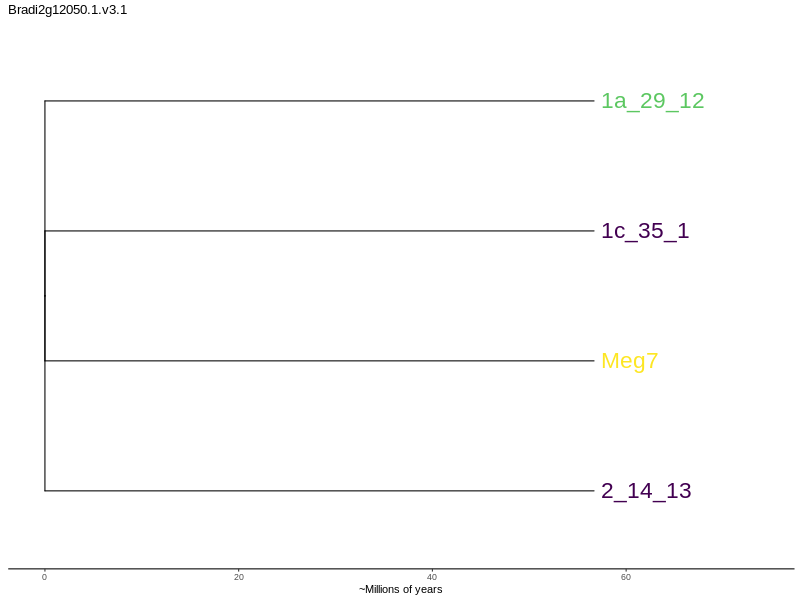 Bradi2g12050.1.v3.1
1a_29_12
1c_35_1
Meg7
2_14_13
0 20 40 60
~Millions of years